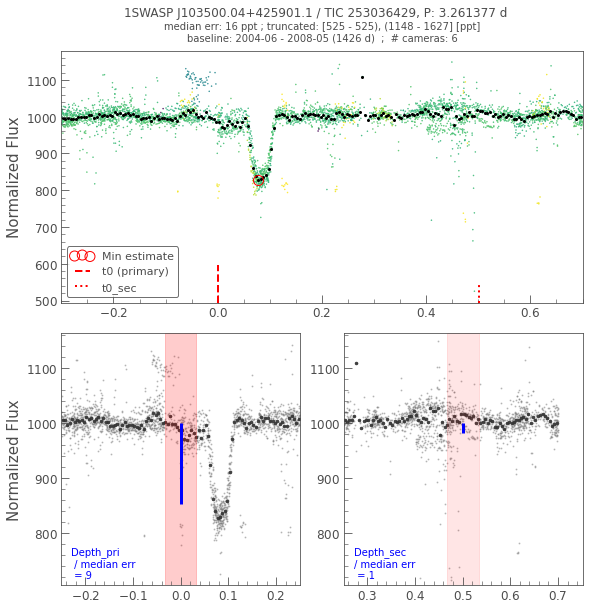 1SWASP J103500.04+425901.1 / TIC 253036429, P: 3.261377 d
median err: 16 ppt ; truncated: [525 - 525), (1148 - 1627] [ppt]
baseline: 2004-06 - 2008-05 (1426 d)  ;  # cameras: 6
Normalized Flux
1100
1000
900
800
700
600
500
Min estimate
t0 (primary)
t0_sec
−0.2
0.0
0.2
0.4
0.6
Normalized Flux
1100
1000
900
800
Depth_pri
/ median err
= 9
−0.2
−0.1
0.0
0.1
0.2
1100
1000
900
800
Depth_sec
/ median err
= 1
0.3
0.4
0.5
0.6
0.7